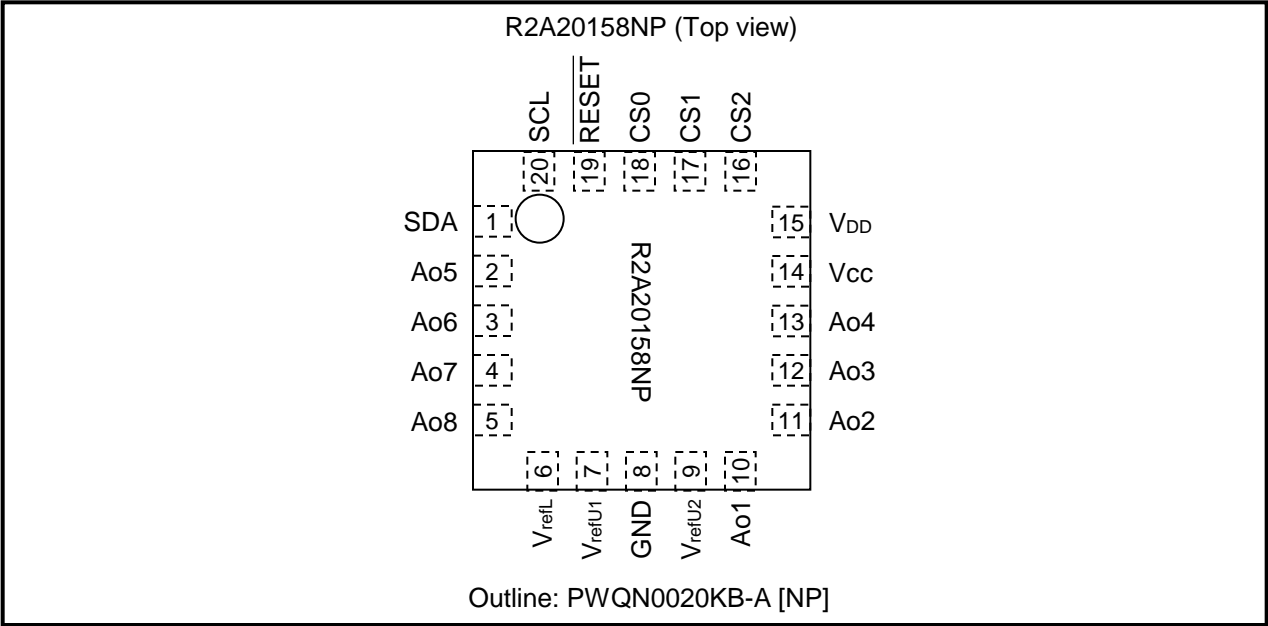 R2A20158NP (Top view)
SCL
RESET
CS0
CS1
CS2
20
19
18
17
16
SDA 1
15 VDD
Ao5 2
14 Vcc
Ao6 3
13 Ao4
Ao7 4
12 Ao3
Ao8 5
11 Ao2
R2A20158NP
6
7
8
9
10
VrefL
VrefU1
GND
VrefU2
Ao1
Outline: PWQN0020KB-A [NP]